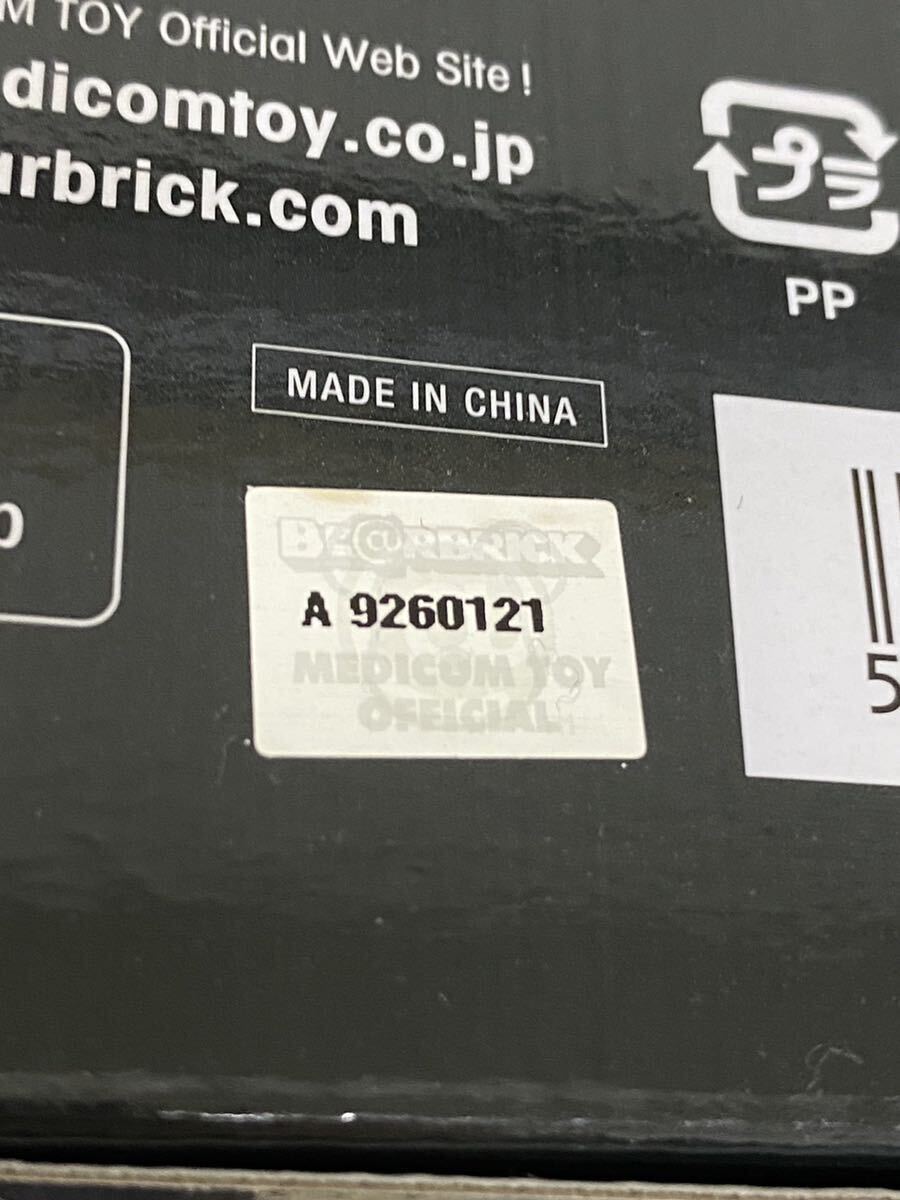 M TOY Official Web Site!
dicomtoy.co.jp
rbrick.com
プラ
PP
MADE IN CHINA
BE@RBRICK
A 9260121
MEDICOM TOY
OFFICIAL
5